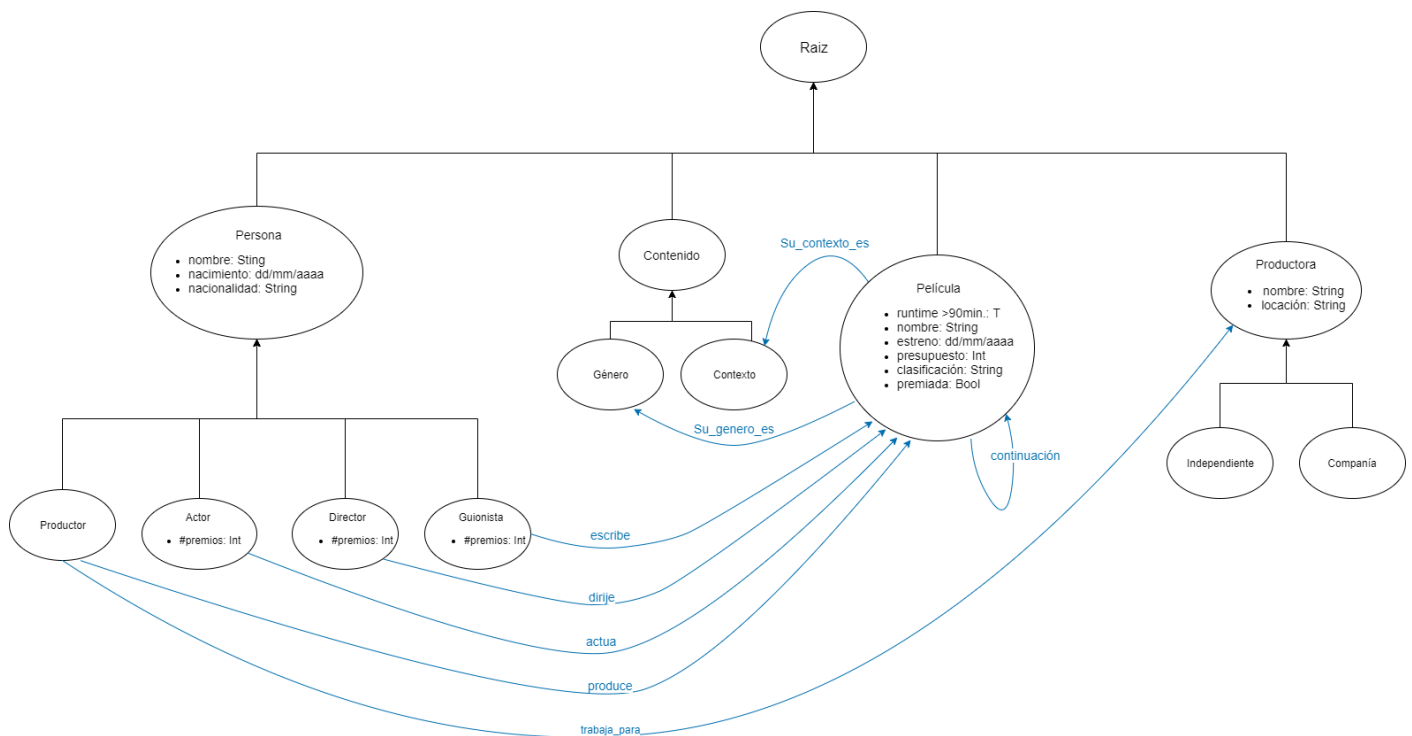 Raiz
Persona
• nombre: Sting
• nacimiento: dd/mm/aaaa
• nacionalidad: String
Contenido
Su_contexto_es
Película
• runtime >90min.: T
• nombre: String
• estreno: dd/mm/aaaa
• presupuesto: Int
• clasificación: String
• premiada: Bool
Productora
• nombre: String
• locación: String
Género
Contexto
Su_genero_es
continuación
Independiente
Companía
Productor
Actor
• #premios: Int
Director
• #premios: Int
Guionista
• #premios: Int
escribe
dirije
actua
produce
trabaja_para